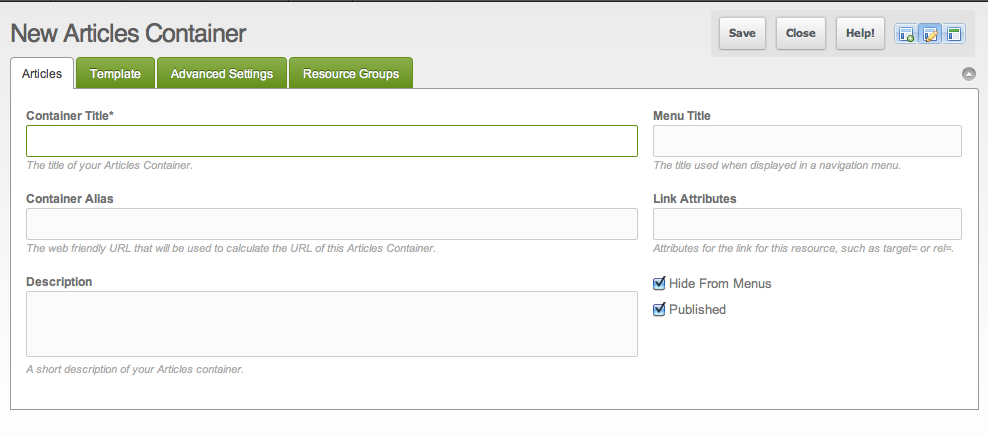 New Articles Container
Save Close Help!
Articles Template Advanced Settings Resource Groups
Container Title*
The title of your Articles Container.
Menu Title
The title used when displayed in a navigation menu.
Container Alias
The web friendly URL that will be used to calculate the URL of this Articles Container.
Link Attributes
Attributes for the link for this resource, such as target= or rel=.
Description
A short description of your Articles container.
Hide From Menus
Published